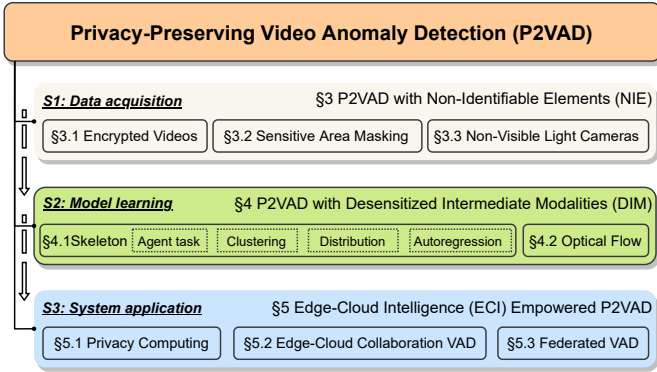 Privacy-Preserving Video Anomaly Detection (P2VAD)
S1: Data acquisition §3 P2VAD with Non-Identifiable Elements (NIE)
§3.1 Encrypted Videos §3.2 Sensitive Area Masking §3.3 Non-Visible Light Cameras
S2: Model learning §4 P2VAD with Desensitized Intermediate Modalities (DIM)
§4.1Skeleton Agent task Clustering Distribution Autoregression §4.2 Optical Flow
S3: System application §5 Edge-Cloud Intelligence (ECI) Empowered P2VAD
§5.1 Privacy Computing §5.2 Edge-Cloud Collaboration VAD §5.3 Federated VAD